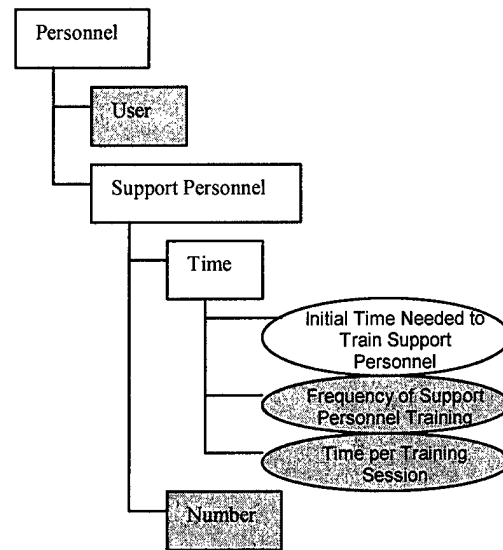 Personnel
User
Support Personnel
Time
Initial Time Needed to
Train Support
Personnel
Frequency of Support
Personnel Training
Time per Training
Session
Number